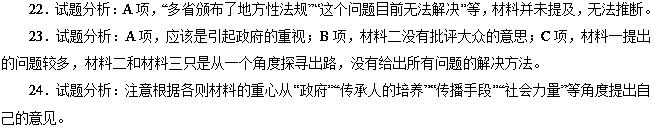 22．试题分析：A 项，“多省颁布了地方性法规”“这个问题目前无法解决”等，材料并未提及，无法推断。
23．试题分析：A 项，应该是引起政府的重视；B 项，材料二没有批评大众的意思；C 项，材料一提出
的问题较多，材料二和材料三只是从一个角度探寻出路，没有给出所有问题的解决方法。
24．试题分析：注意根据各则材料的重心从“政府”“传承人的培养”“传播手段”“社会力量”等角度提出自
己的意见。